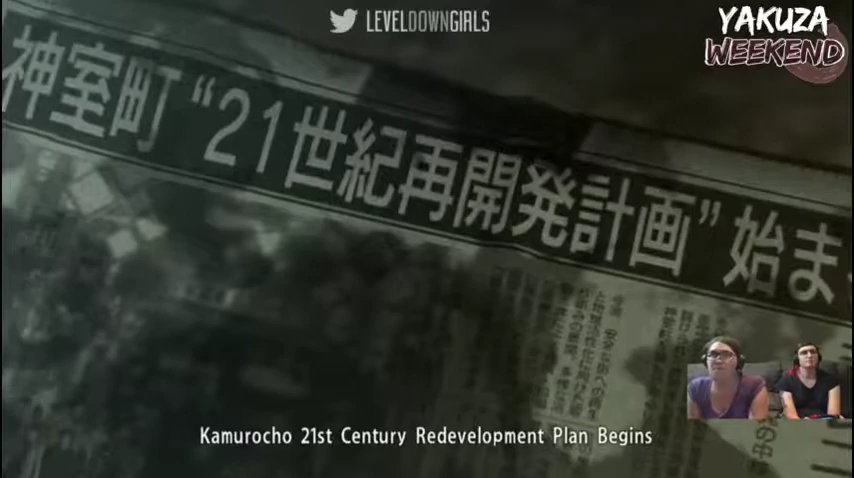 LEVELDOWNGIRLS
YAKUZA
WEEKEND
神室町“21世紀再開発計画”始ま
Kamurocho 21st Century Redevelopment Plan Begins